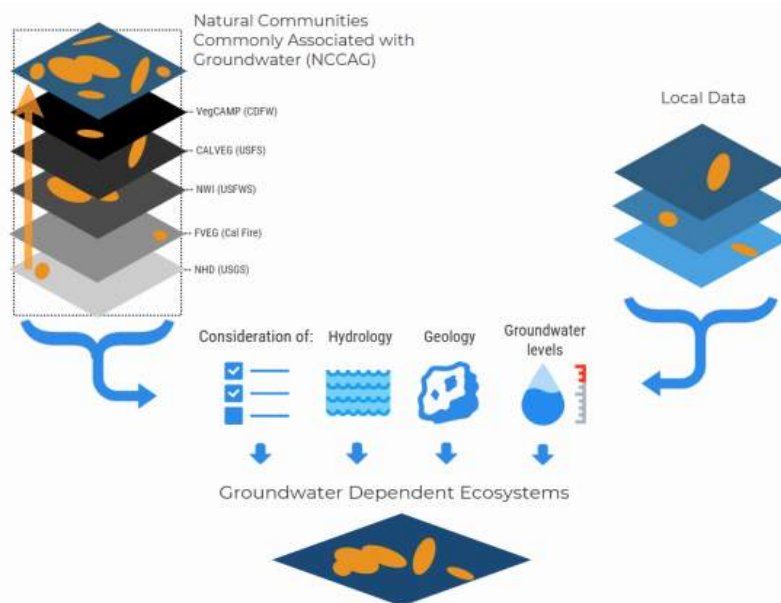 Natural Communities
Commonly Associated with
Groundwater (NCCAG)
VegCAMP (CDFW)
CALVEG (USFS)
NWI (USFWS)
FVEG (Cal Fire)
NHD (USGS)
Local Data
Consideration of:
Hydrology
Geology
Groundwater
levels
Groundwater Dependent Ecosystems